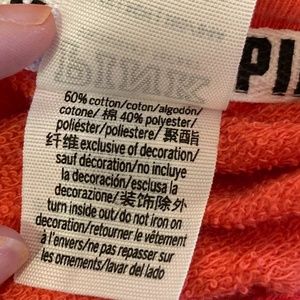 PI
60% cotton/coton/algodón/
cotone/ 棉 40% polyester/
poliéster/poliestere/ 聚酯
纤维 exclusive of decoration/
sauf décoration/no incluye
la decoración/esclusa la
decorazione/装饰除外
turn inside out/do not iron on
decoration/retourner le vêtement
à l'envers/ne pas repasser sur
les ornements/lavar del lado